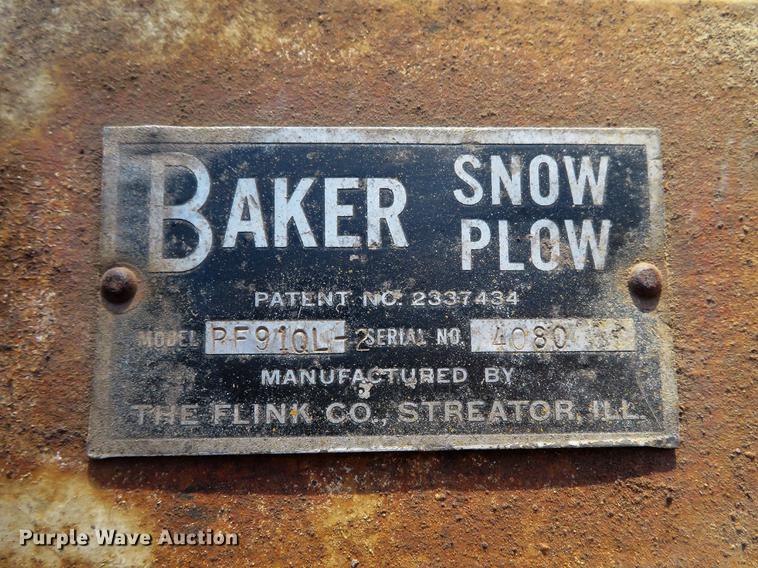 BAKER SNOW PLOW
PATENT NO. 2337434
MODEL PF91QL-2 SERIAL NO. 4080
MANUFACTURED BY
THE FLINK CO., STREATOR, ILL.
Purple Wave Auction